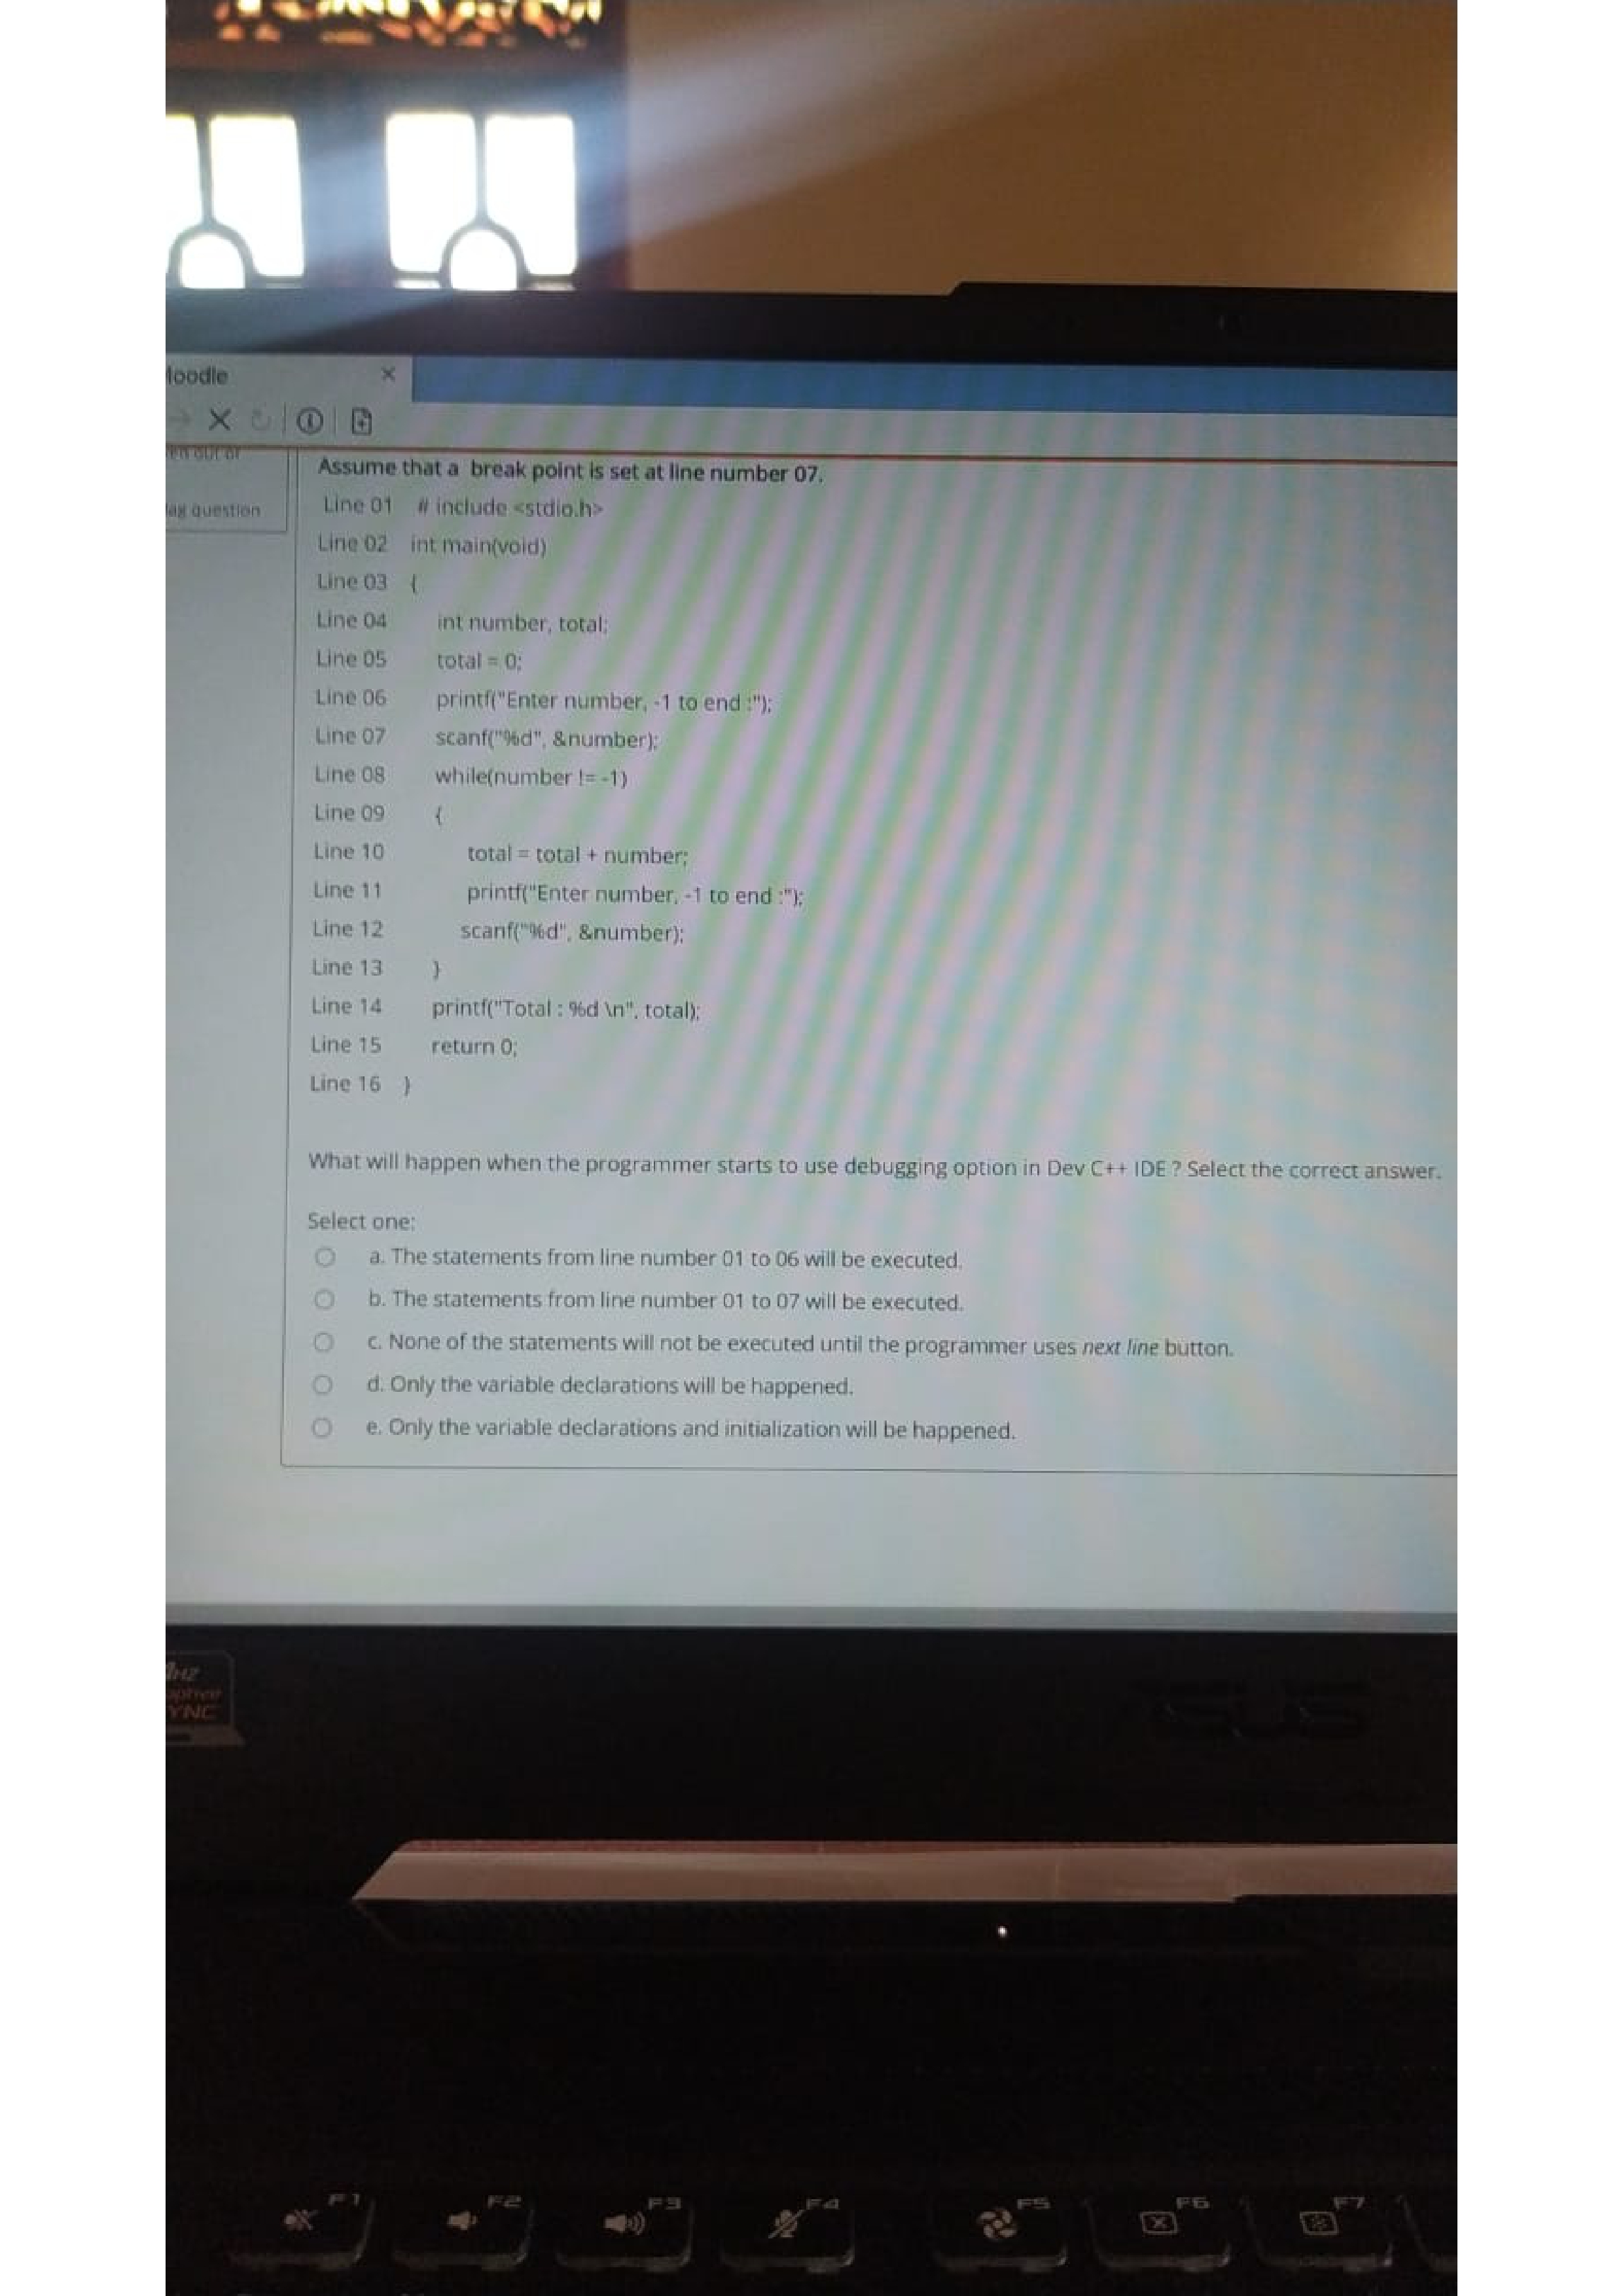 oodle
Assume that a break point is set at line number 07.
question
Line 01 # include <stdio.h>
Line 02 int main(void)
Line 03 {
Line 04 int number, total;
Line 05 total = 0;
Line 06 printf("Enter number, -1 to end :");
Line 07 scanf("%d", &number);
Line 08 while(number != -1)
Line 09 {
Line 10 total = total + number;
Line 11 printf("Enter number, -1 to end :");
Line 12 scanf("%d", &number);
Line 13 }
Line 14 printf("Total : %d \n", total);
Line 15 return 0;
Line 16 }
What will happen when the programmer starts to use debugging option in Dev C++ IDE ? Select the correct answer.
Select one:
a. The statements from line number 01 to 06 will be executed.
b. The statements from line number 01 to 07 will be executed.
c. None of the statements will not be executed until the programmer uses next line button.
d. Only the variable declarations will be happened.
e. Only the variable declarations and initialization will be happened.
YNC
F1 F2 F3 F4 F5 F6 F7